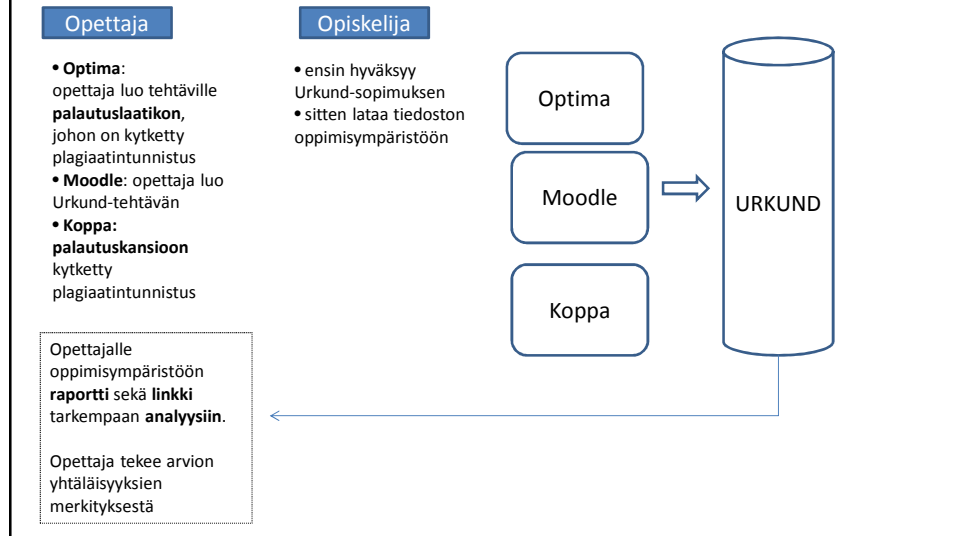 Opettaja
• Optima:
opettaja luo tehtäville
palautuslaatikon,
johon on kytketty
plagiaatintunnistus
• Moodle: opettaja luo
Urkund-tehtävän
• Koppa:
palautuskansioon
kytketty
plagiaatintunnistus
Opiskelija
• ensin hyväksyy
Urkund-sopimuksen
• sitten lataa tiedoston
oppimisympäristöön
Optima
Moodle
Koppa
URKUND
Opettajalle
oppimisympäristöön
raportti sekä linkki
tarkempaan analyysiin.
Opettaja tekee arvion
yhtäläisyyksien
merkityksestä